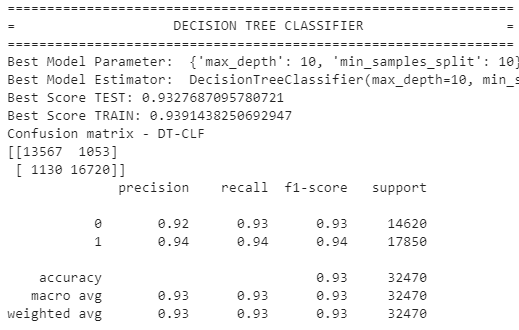 ================================================================
=                    DECISION TREE CLASSIFIER                  =
================================================================
Best Model Parameter:  {'max_depth': 10, 'min_samples_split': 10}
Best Model Estimator:  DecisionTreeClassifier(max_depth=10, min_s
Best Score TEST: 0.9327687095780721
Best Score TRAIN: 0.9391438250692947
Confusion matrix - DT-CLF
[[13567  1053]
 [ 1130 16720]]
              precision    recall  f1-score   support

           0       0.92      0.93      0.93     14620
           1       0.94      0.94      0.94     17850

    accuracy                           0.93     32470
   macro avg       0.93      0.93      0.93     32470
weighted avg       0.93      0.93      0.93     32470